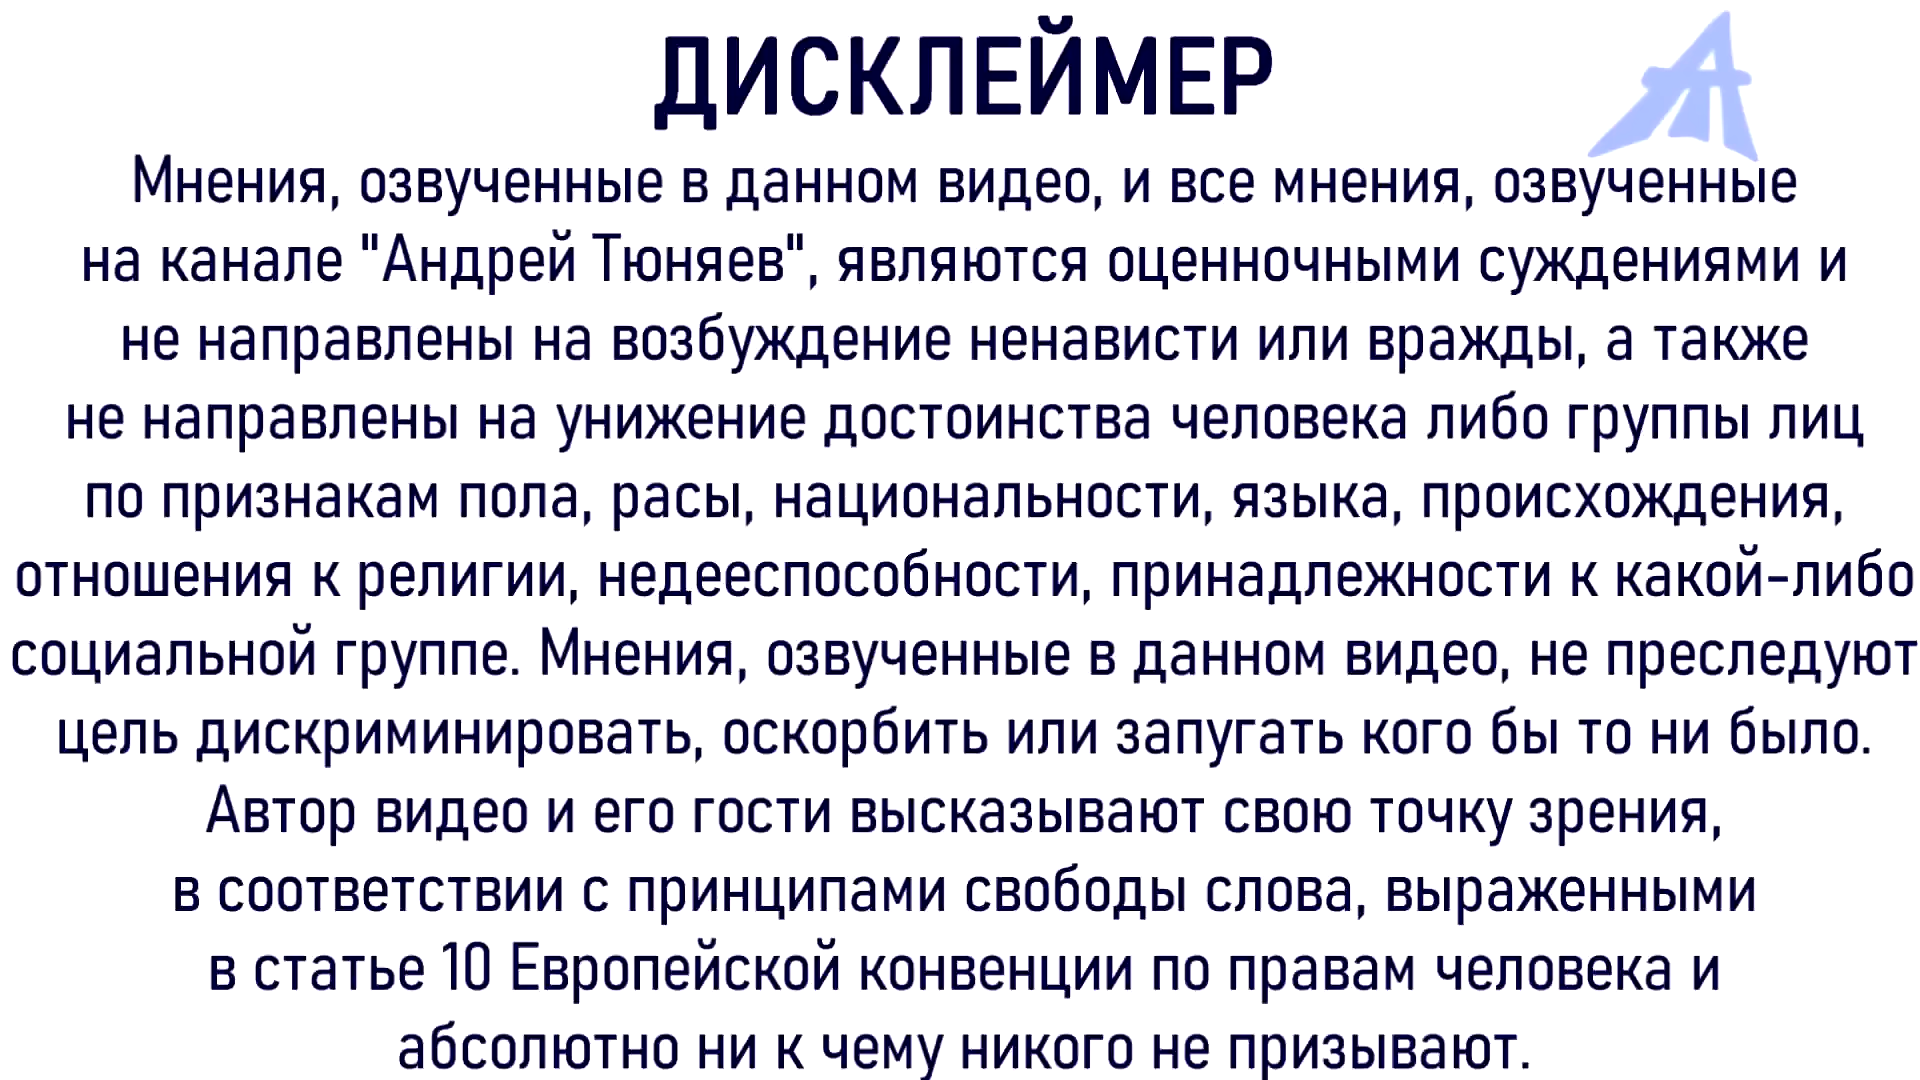 ДИСКЛЕЙМЕР
Мнения, озвученные в данном видео, и все мнения, озвученные
на канале "Андрей Тюняев", являются оценночными суждениями и
не направлены на возбуждение ненависти или вражды, а также
не направлены на унижение достоинства человека либо группы лиц
по признакам пола, расы, национальности, языка, происхождения,
отношения к религии, недееспособности, принадлежности к какой-либо
социальной группе. Мнения, озвученные в данном видео, не преследуют
цель дискриминировать, оскорбить или запугать кого бы то ни было.
Автор видео и его гости высказывают свою точку зрения,
в соответствии с принципами свободы слова, выраженными
в статье 10 Европейской конвенции по правам человека и
абсолютно ни к чему никого не призывают.